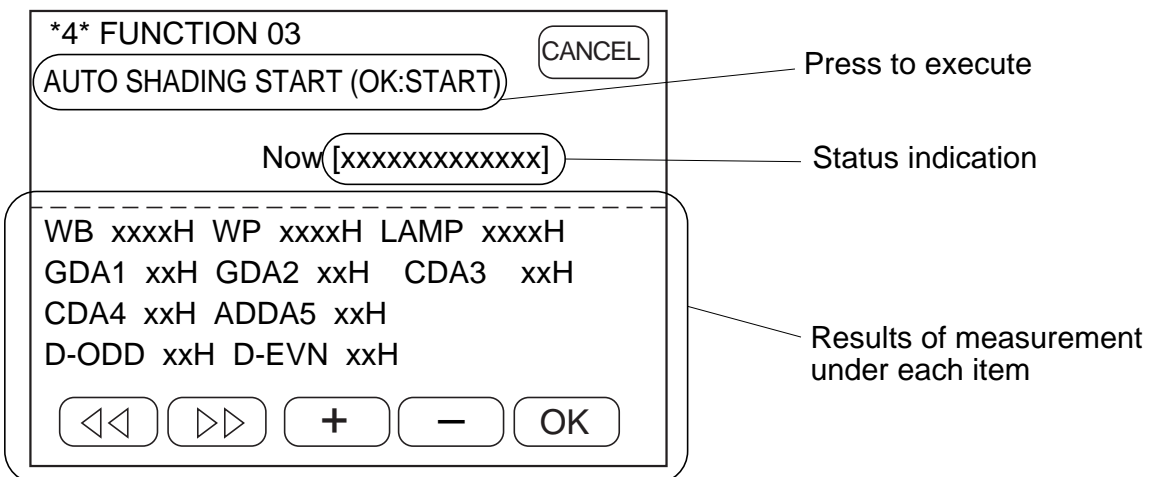 *4* FUNCTION 03
CANCEL
AUTO SHADING START (OK:START)
Press to execute
Now [xxxxxxxxxxxxx]
Status indication
WB xxxxH WP xxxxH LAMP xxxxH
GDA1 xxH GDA2 xxH CDA3 xxH
CDA4 xxH ADDA5 xxH
D-ODD xxH D-EVN xxH
Results of measurement
under each item
+
−
OK